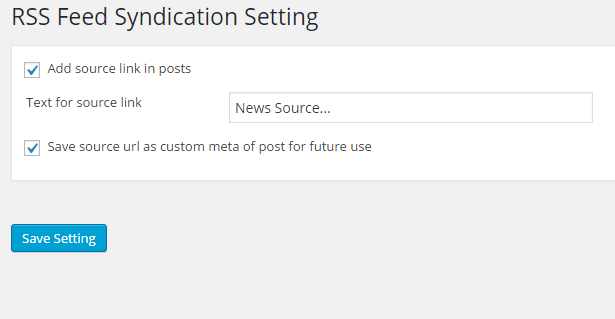 RSS Feed Syndication Setting
Add source link in posts
Text for source link
News Source...
Save source url as custom meta of post for future use
Save Setting